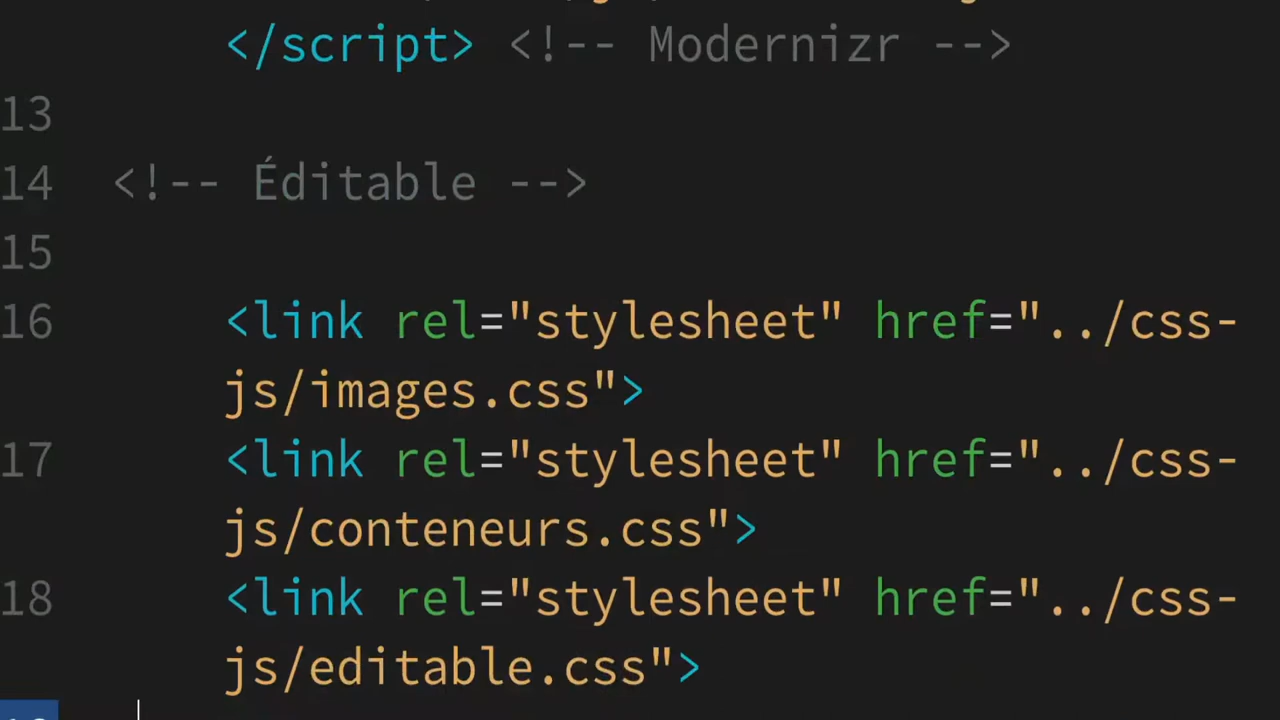 </script> <!-- Modernizr -->
13
14 <!-- Éditable -->
15
16 <link rel="stylesheet" href="../css-
js/images.css">
17 <link rel="stylesheet" href="../css-
js/conteneurs.css">
18 <link rel="stylesheet" href="../css-
js/editable.css">